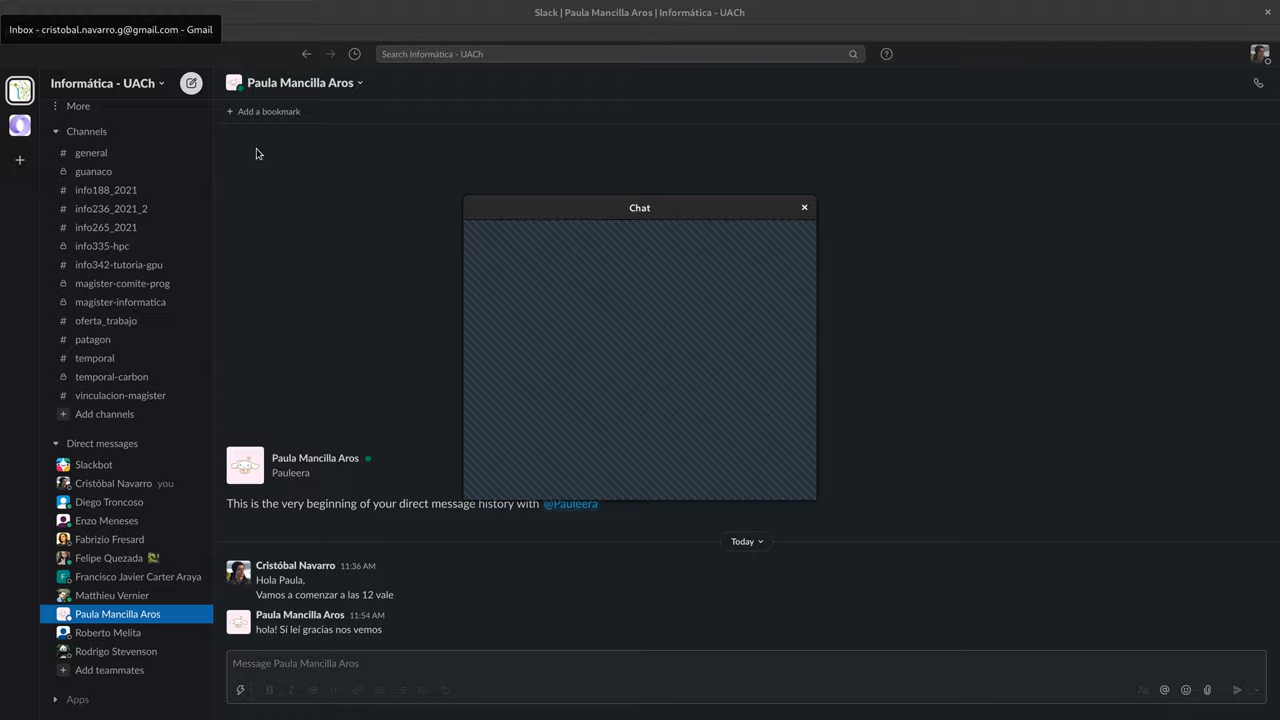 Slack | Paula Mancilla Aros | Informática - UACh
Inbox - cristobal.navarro.g@gmail.com - Gmail
Search Informática - UACh
Informática - UACh
More
Channels
general
guanaco
info188_2021
info236_2021_2
info265_2021
info335-hpc
info342-tutoria-gpu
magister-comite-prog
magister-informatica
oferta_trabajo
patagon
temporal
temporal-carbon
vinculacion-magister
Add channels
Direct messages
Slackbot
Cristóbal Navarro you
Diego Troncoso
Enzo Meneses
Fabrizio Fresard
Felipe Quezada
Francisco Javier Carter Araya
Matthieu Vernier
Paula Mancilla Aros
Roberto Melita
Rodrigo Stevenson
Add teammates
Apps
Paula Mancilla Aros
+ Add a bookmark
Chat
Paula Mancilla Aros
Pauleera
This is the very beginning of your direct message history with @Pauleera
Today
Cristóbal Navarro 11:36 AM
Hola Paula,
Vamos a comenzar a las 12 vale
Paula Mancilla Aros 11:54 AM
hola! Sí leí gracias nos vemos
Message Paula Mancilla Aros